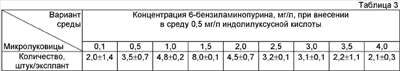 Таблица 3
Вариант среды
Концентрация 6-бензиламинопурина, мг/л, при внесении
в среду 0,5 мг/л индолилуксусной кислоты
Микролуковицы 0,1 0,5 1,0 1,5 2,0 2,5 3,0 3,5 4,0
Количество, штук/эксплант 2,0±1,4 3,5±0,7 4,8±0,2 8,0±0,1 4,5±0,7 3,2±0,1 3,1±0,1 2,2±1,1 2,1±0,3